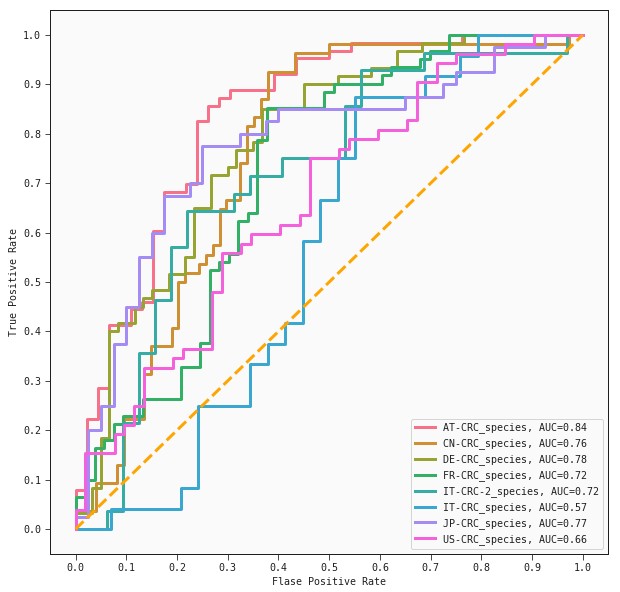 1.0
0.9
0.8
0.7
0.6
0.5
0.4
0.3
0.2
0.1
0.0
True Positive Rate
AT-CRC_species, AUC=0.84
CN-CRC_species, AUC=0.76
DE-CRC_species, AUC=0.78
FR-CRC_species, AUC=0.72
IT-CRC-2_species, AUC=0.72
IT-CRC_species, AUC=0.57
JP-CRC_species, AUC=0.77
US-CRC_species, AUC=0.66
0.0 0.1 0.2 0.3 0.4 0.5 0.6 0.7 0.8 0.9 1.0
Flase Positive Rate